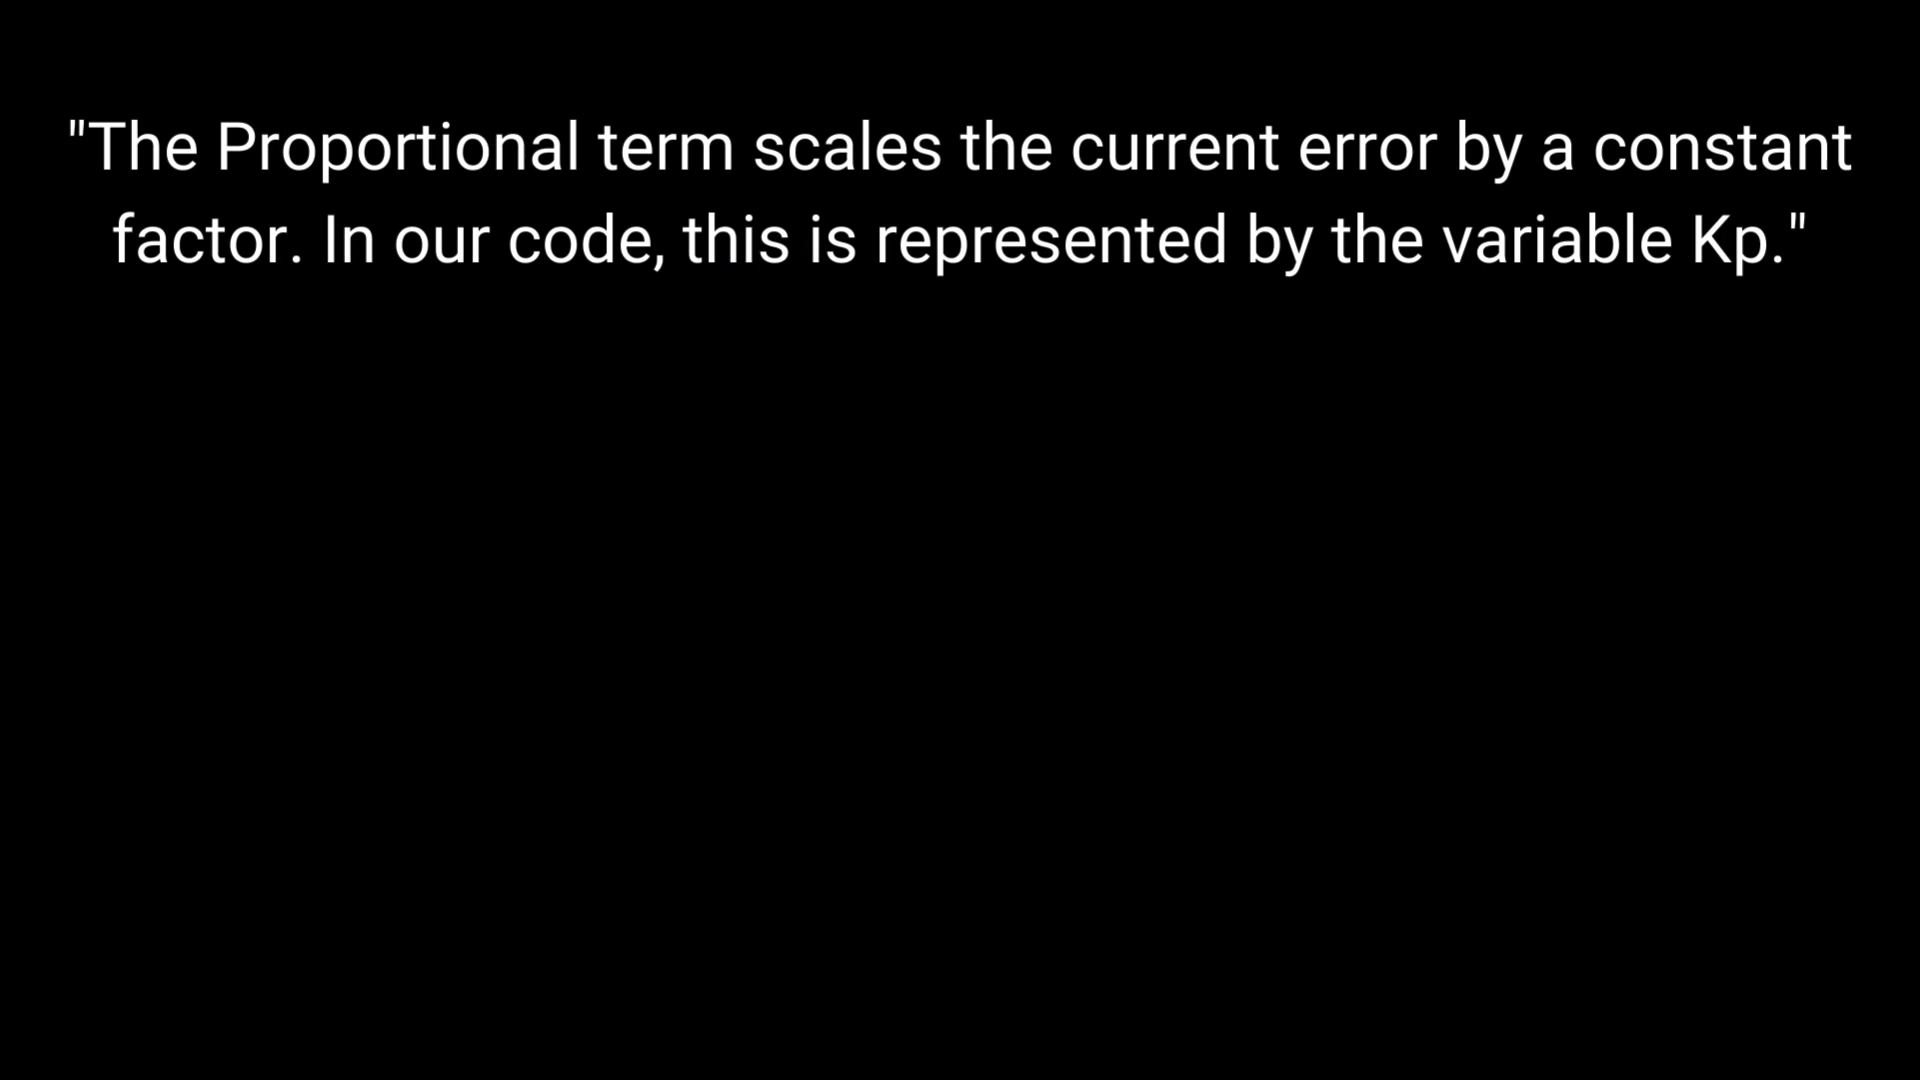 "The Proportional term scales the current error by a constant
factor. In our code, this is represented by the variable Kp."